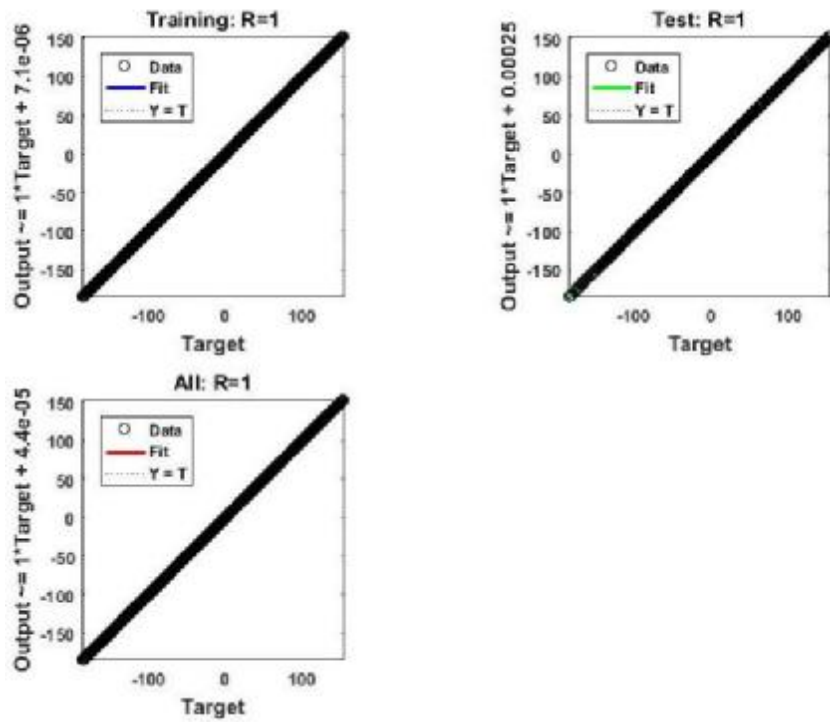 Training: R=1
Output ~= 1*Target + 7.1e-06
150
100
50
0
-50
-100
-150
Data
Fit
Y = T
-100
0
100
Target
Test: R=1
Output ~= 1*Target + 0.00025
150
100
50
0
-50
-100
-150
Data
Fit
Y = T
-100
0
100
Target
All: R=1
Output ~= 1*Target + 4.4e-05
150
100
50
0
-50
-100
-150
Data
Fit
Y = T
-100
0
100
Target